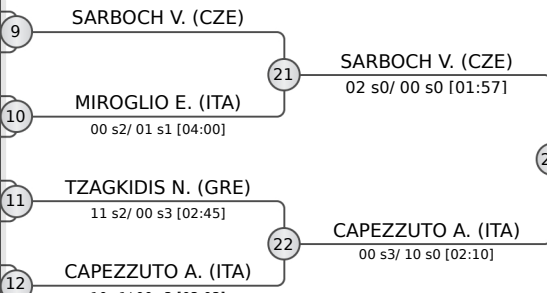 SARBOCH V. (CZE)
9
21
SARBOCH V. (CZE)
02 s0/ 00 s0 [01:57]
MIROGLIO E. (ITA)
10
00 s2/ 01 s1 [04:00]
TZAGKIDIS N. (GRE)
11
11 s2/ 00 s3 [02:45]
22
CAPEZZUTO A. (ITA)
00 s3/ 10 s0 [02:10]
CAPEZZUTO A. (ITA)
12